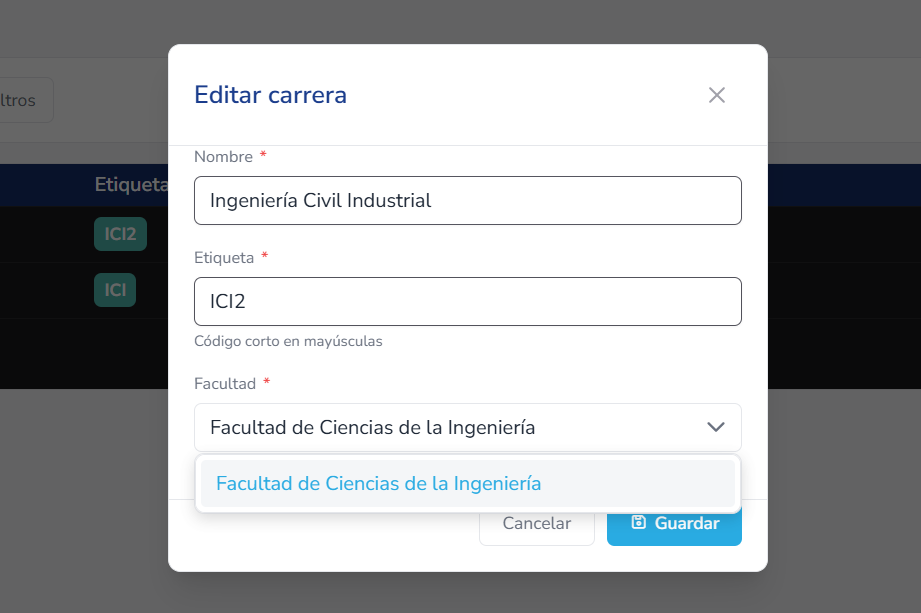 Editar carrera
ltros
Nombre *
Etiqueta
Ingeniería Civil Industrial
ICI2
Etiqueta *
ICI
ICI2
Código corto en mayúsculas
Facultad *
Facultad de Ciencias de la Ingeniería
Facultad de Ciencias de la Ingeniería
Cancelar
Guardar